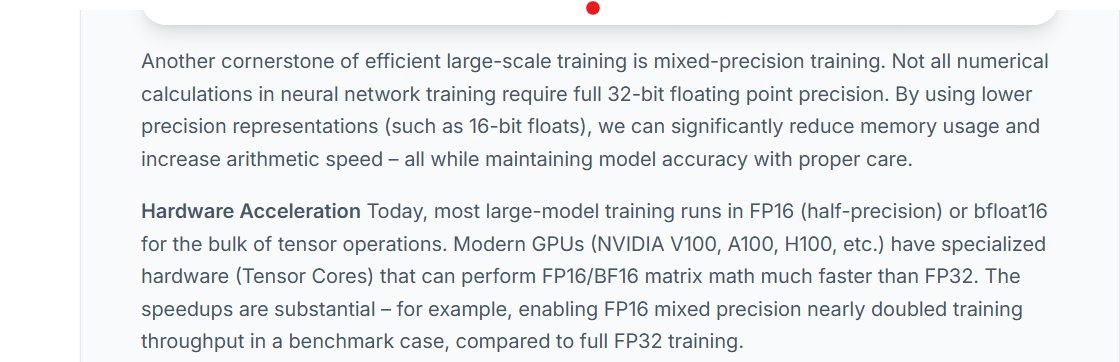 Another cornerstone of efficient large-scale training is mixed-precision training. Not all numerical
calculations in neural network training require full 32-bit floating point precision. By using lower
precision representations (such as 16-bit floats), we can significantly reduce memory usage and
increase arithmetic speed – all while maintaining model accuracy with proper care.
Hardware Acceleration Today, most large-model training runs in FP16 (half-precision) or bfloat16
for the bulk of tensor operations. Modern GPUs (NVIDIA V100, A100, H100, etc.) have specialized
hardware (Tensor Cores) that can perform FP16/BF16 matrix math much faster than FP32. The
speedups are substantial – for example, enabling FP16 mixed precision nearly doubled training
throughput in a benchmark case, compared to full FP32 training.